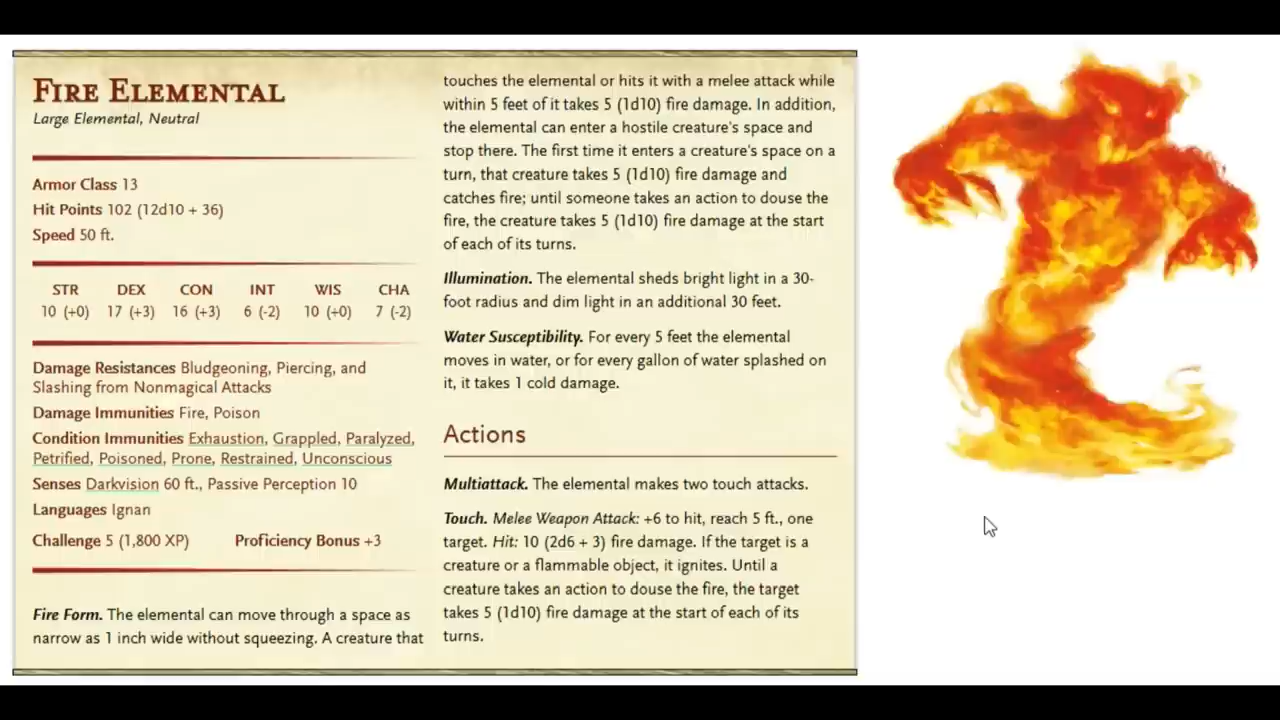 FIRE ELEMENTAL
Large Elemental, Neutral
Armor Class 13
Hit Points 102 (12d10 + 36)
Speed 50 ft.
STR DEX CON INT WIS CHA
10 (+0) 17 (+3) 16 (+3) 6 (-2) 10 (+0) 7 (-2)
Damage Resistances Bludgeoning, Piercing, and
Slashing from Nonmagical Attacks
Damage Immunities Fire, Poison
Condition Immunities Exhaustion, Grappled, Paralyzed,
Petrified, Poisoned, Prone, Restrained, Unconscious
Senses Darkvision 60 ft., Passive Perception 10
Languages Ignan
Challenge 5 (1,800 XP) Proficiency Bonus +3
Fire Form. The elemental can move through a space as
narrow as 1 inch wide without squeezing. A creature that
touches the elemental or hits it with a melee attack while
within 5 feet of it takes 5 (1d10) fire damage. In addition,
the elemental can enter a hostile creature's space and
stop there. The first time it enters a creature's space on a
turn, that creature takes 5 (1d10) fire damage and
catches fire; until someone takes an action to douse the
fire, the creature takes 5 (1d10) fire damage at the start
of each of its turns.
Illumination. The elemental sheds bright light in a 30-
foot radius and dim light in an additional 30 feet.
Water Susceptibility. For every 5 feet the elemental
moves in water, or for every gallon of water splashed on
it, it takes 1 cold damage.
Actions
Multiattack. The elemental makes two touch attacks.
Touch. Melee Weapon Attack: +6 to hit, reach 5 ft., one
target. Hit: 10 (2d6 + 3) fire damage. If the target is a
creature or a flammable object, it ignites. Until a
creature takes an action to douse the fire, the target
takes 5 (1d10) fire damage at the start of each of its
turns.